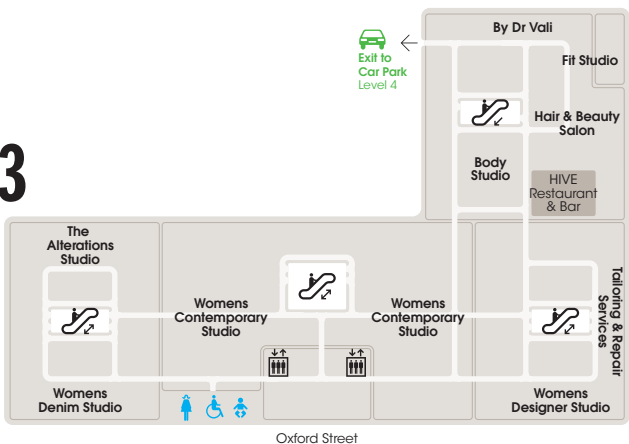 By Dr Vali
Exit to
Car Park
Level 4
Fit Studio
Hair & Beauty
Salon
3
Body
Studio
HIVE
Restaurant
& Bar
The
Alterations
Studio
Womens
Contemporary
Studio
Womens
Contemporary
Studio
Tailoring & Repair
Services
Womens
Denim Studio
Womens
Designer Studio
Oxford Street